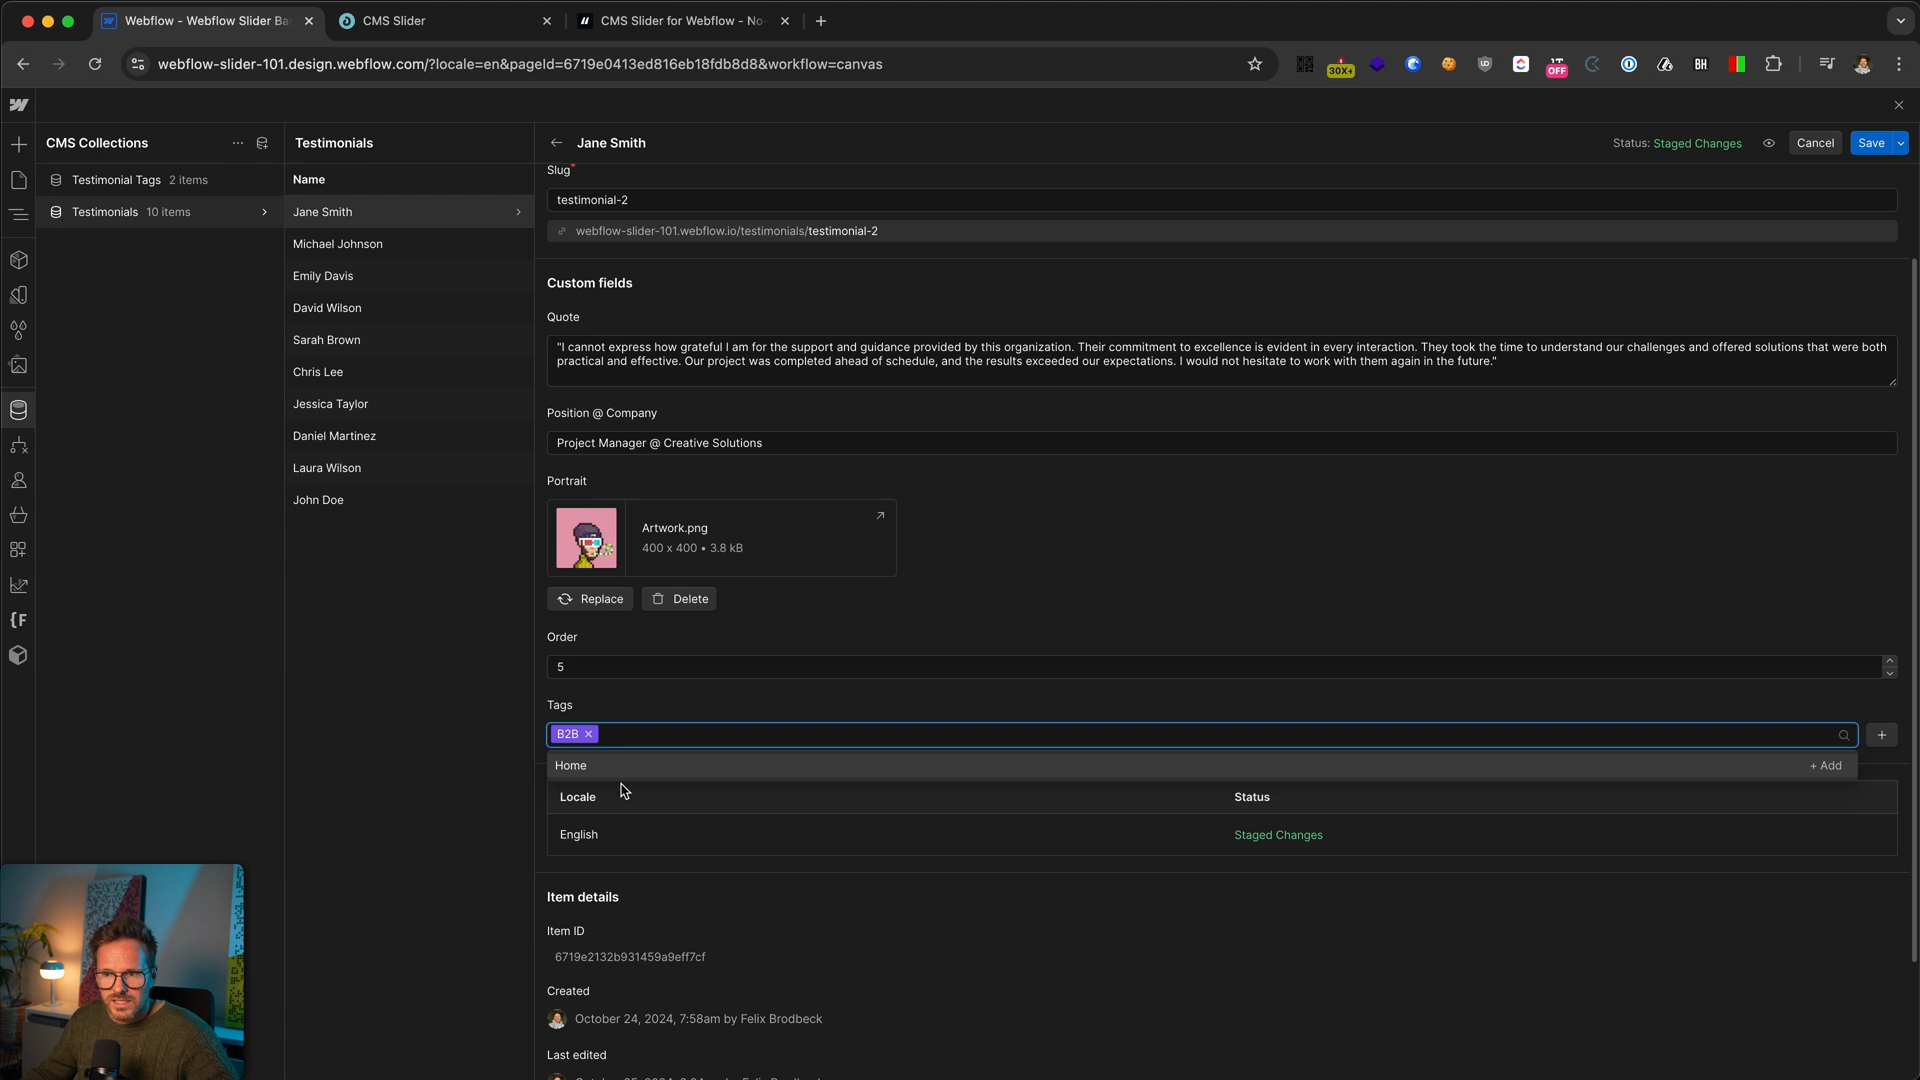 Webflow - Webflow Slider Ba
CMS Slider
CMS Slider for Webflow - No-
webflow-slider-101.design.webflow.com/?locale=en&pageId=6719e0413ed816eb18fdb8d8&workflow=canvas
30X+
OFF
BH
CMS Collections
Testimonial Tags 2 items
Testimonials 10 items
Testimonials
Name
Jane Smith
Michael Johnson
Emily Davis
David Wilson
Sarah Brown
Chris Lee
Jessica Taylor
Daniel Martinez
Laura Wilson
John Doe
Jane Smith
Status: Staged Changes
Cancel
Save
Slug*
testimonial-2
webflow-slider-101.webflow.io/testimonials/testimonial-2
Custom fields
Quote
"I cannot express how grateful I am for the support and guidance provided by this organization. Their commitment to excellence is evident in every interaction. They took the time to understand our challenges and offered solutions that were both
practical and effective. Our project was completed ahead of schedule, and the results exceeded our expectations. I would not hesitate to work with them again in the future."
Position @ Company
Project Manager @ Creative Solutions
Portrait
Artwork.png
400 x 400 • 3.8 kB
Replace
Delete
Order
5
Tags
B2B
Home
+ Add
Locale
Status
English
Staged Changes
Item details
Item ID
6719e2132b931459a9eff7cf
Created
October 24, 2024, 7:58am by Felix Brodbeck
Last edited